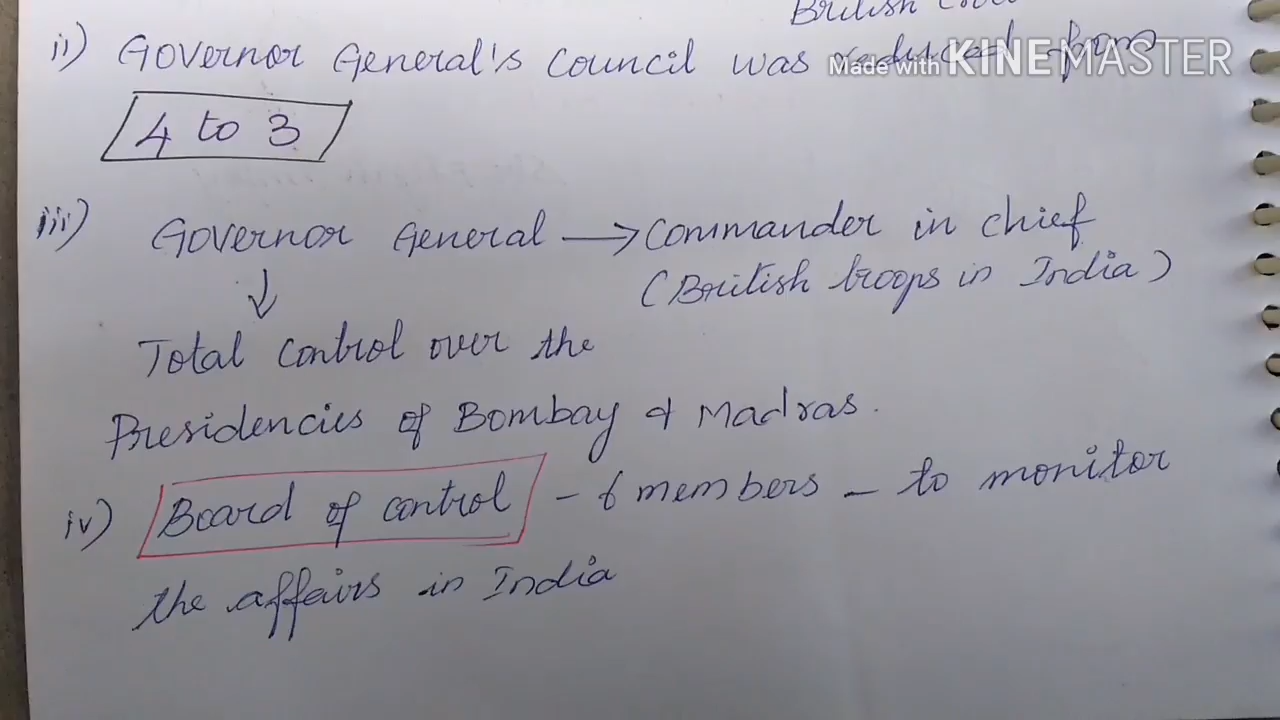 British
ii) Governor General's Council was reduced from
Made with KINEMASTER
4 to 3
iii) Governor General → Commander in chief
(British troops in India)
↓
Total control over the
Presidencies of Bombay & Madras.
iv) Board of control - 6 members - to monitor
the affairs in India